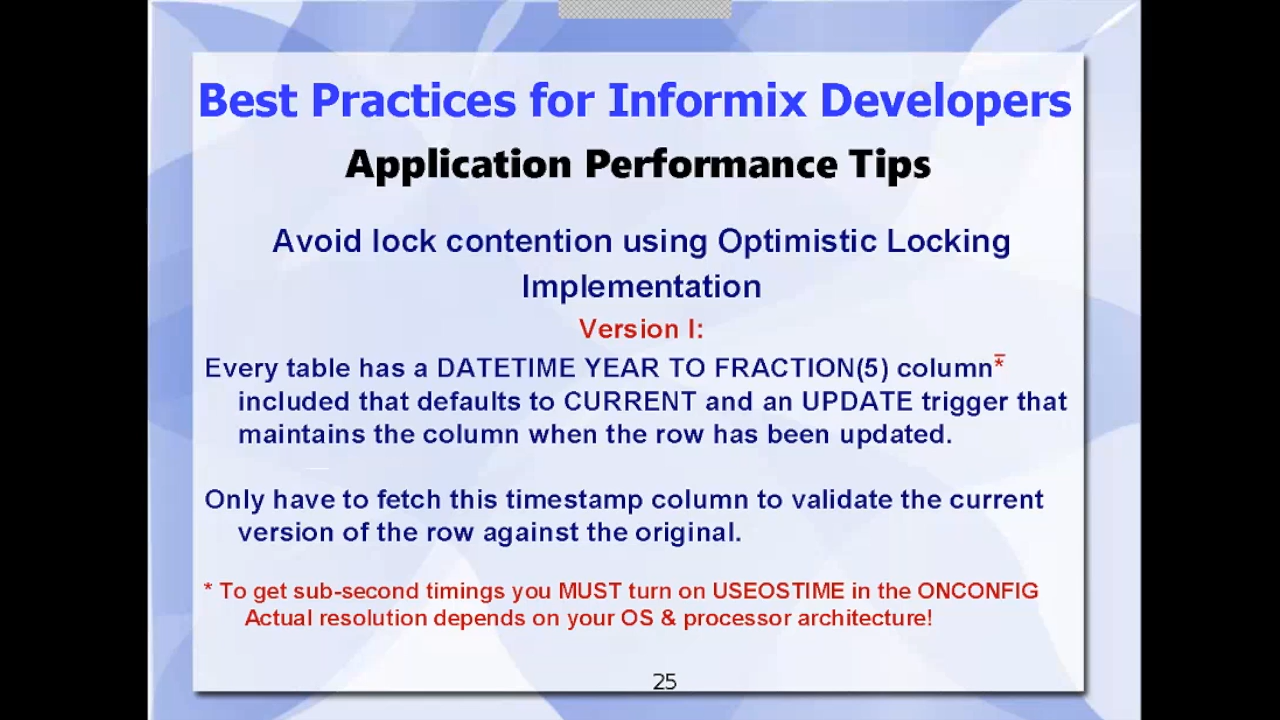 Best Practices for Informix Developers
Application Performance Tips
Avoid lock contention using Optimistic Locking
Implementation
Version I:
Every table has a DATETIME YEAR TO FRACTION(5) column*
included that defaults to CURRENT and an UPDATE trigger that
maintains the column when the row has been updated.
Only have to fetch this timestamp column to validate the current
version of the row against the original.
* To get sub-second timings you MUST turn on USEOSTIME in the ONCONFIG
Actual resolution depends on your OS & processor architecture!
25